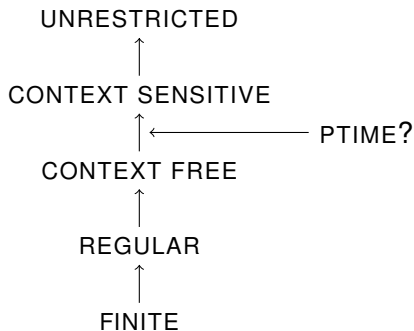 UNRESTRICTED
CONTEXT SENSITIVE
PTIME?
CONTEXT FREE
REGULAR
FINITE